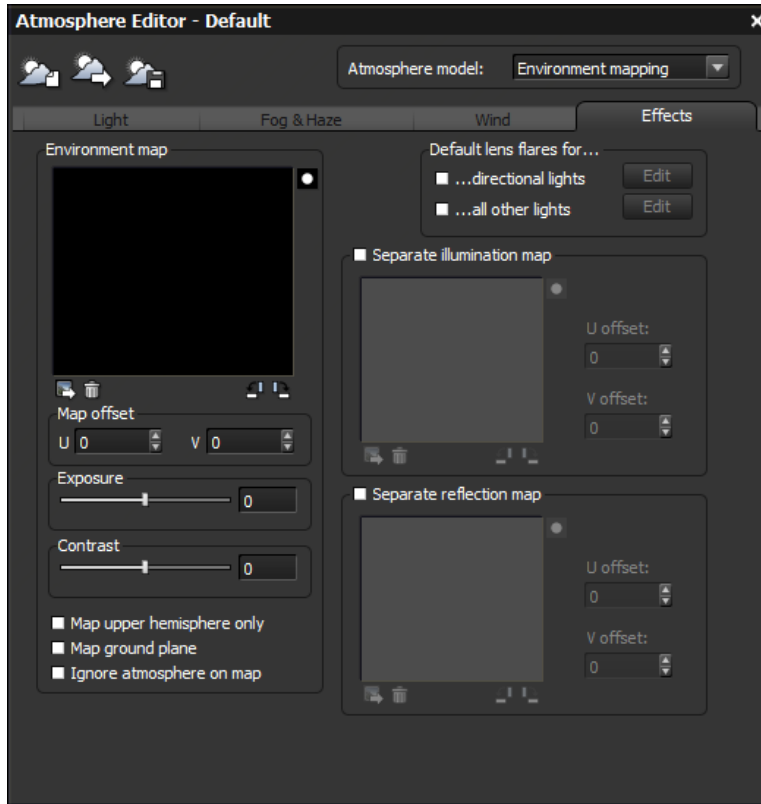 Atmosphere Editor - Default
Atmosphere model: Environment mapping
Light Fog & Haze Wind Effects
Environment map
Map offset
U 0 V 0
Exposure
0
Contrast
0
Map upper hemisphere only
Map ground plane
Ignore atmosphere on map
Default lens flares for...
...directional lights Edit
...all other lights Edit
Separate illumination map
U offset:
0
V offset:
0
Separate reflection map
U offset:
0
V offset:
0